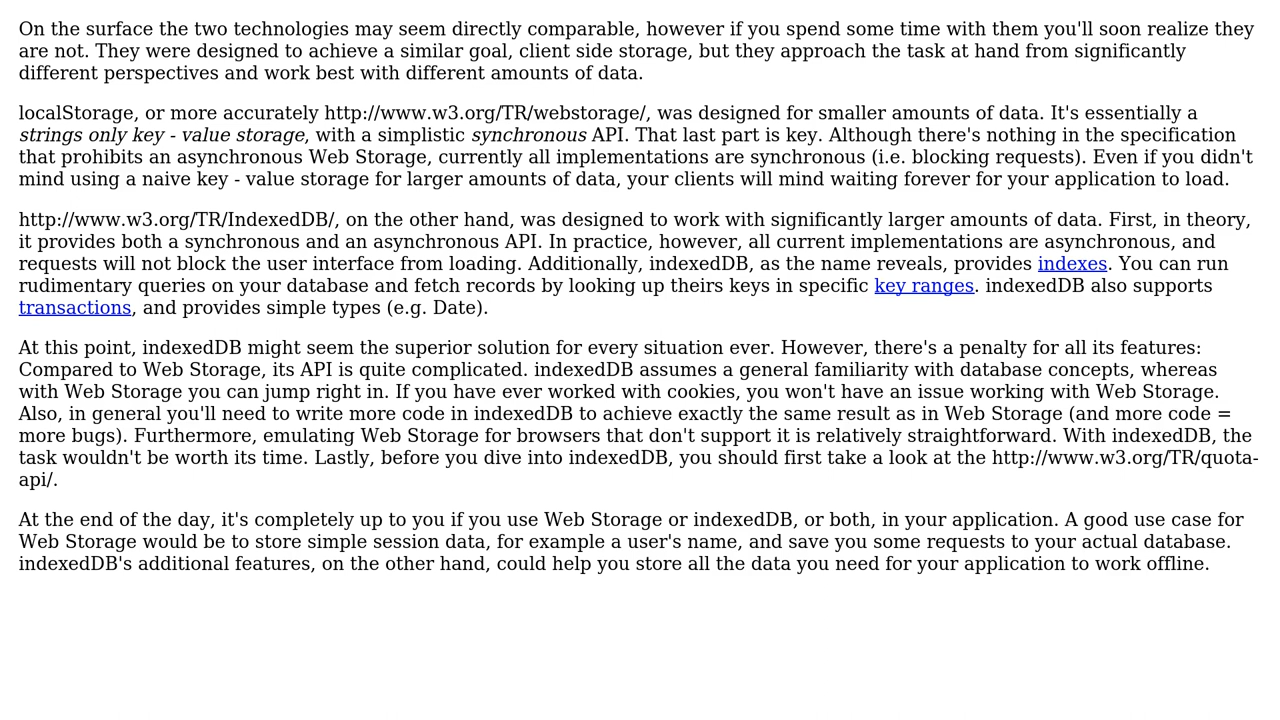 On the surface the two technologies may seem directly comparable, however if you spend some time with them you'll soon realize they
are not. They were designed to achieve a similar goal, client side storage, but they approach the task at hand from significantly
different perspectives and work best with different amounts of data.
localStorage, or more accurately http://www.w3.org/TR/webstorage/, was designed for smaller amounts of data. It's essentially a
strings only key - value storage, with a simplistic synchronous API. That last part is key. Although there's nothing in the specification
that prohibits an asynchronous Web Storage, currently all implementations are synchronous (i.e. blocking requests). Even if you didn't
mind using a naive key - value storage for larger amounts of data, your clients will mind waiting forever for your application to load.
http://www.w3.org/TR/IndexedDB/, on the other hand, was designed to work with significantly larger amounts of data. First, in theory,
it provides both a synchronous and an asynchronous API. In practice, however, all current implementations are asynchronous, and
requests will not block the user interface from loading. Additionally, indexedDB, as the name reveals, provides indexes. You can run
rudimentary queries on your database and fetch records by looking up theirs keys in specific key ranges. indexedDB also supports
transactions, and provides simple types (e.g. Date).
At this point, indexedDB might seem the superior solution for every situation ever. However, there's a penalty for all its features:
Compared to Web Storage, its API is quite complicated. indexedDB assumes a general familiarity with database concepts, whereas
with Web Storage you can jump right in. If you have ever worked with cookies, you won't have an issue working with Web Storage.
Also, in general you'll need to write more code in indexedDB to achieve exactly the same result as in Web Storage (and more code =
more bugs). Furthermore, emulating Web Storage for browsers that don't support it is relatively straightforward. With indexedDB, the
task wouldn't be worth its time. Lastly, before you dive into indexedDB, you should first take a look at the http://www.w3.org/TR/quota-
api/.
At the end of the day, it's completely up to you if you use Web Storage or indexedDB, or both, in your application. A good use case for
Web Storage would be to store simple session data, for example a user's name, and save you some requests to your actual database.
indexedDB's additional features, on the other hand, could help you store all the data you need for your application to work offline.